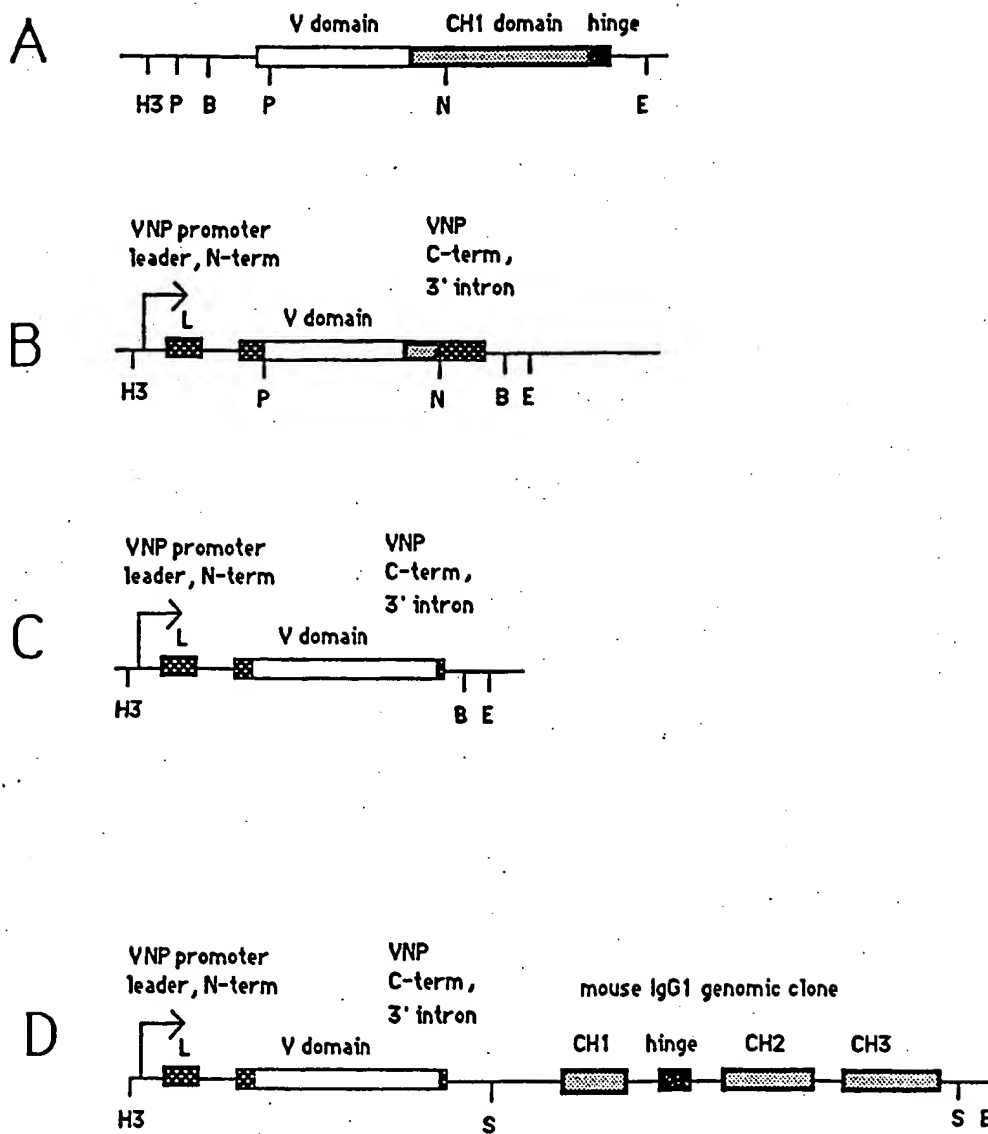 A
V domain CH1 domain hinge
H3 P B P N E
B
VNP promoter
leader, N-term
VNP
C-term,
3' intron
L
V domain
H3 P N B E
C
VNP promoter
leader, N-term
VNP
C-term,
3' intron
L
V domain
H3 B E
D
VNP promoter
leader, N-term
VNP
C-term,
3' intron
mouse IgG1 genomic clone
L
V domain
CH1 hinge CH2 CH3
H3 S S